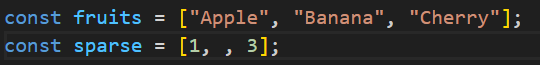 const fruits = ["Apple", "Banana", "Cherry"];
const sparse = [1, , 3];